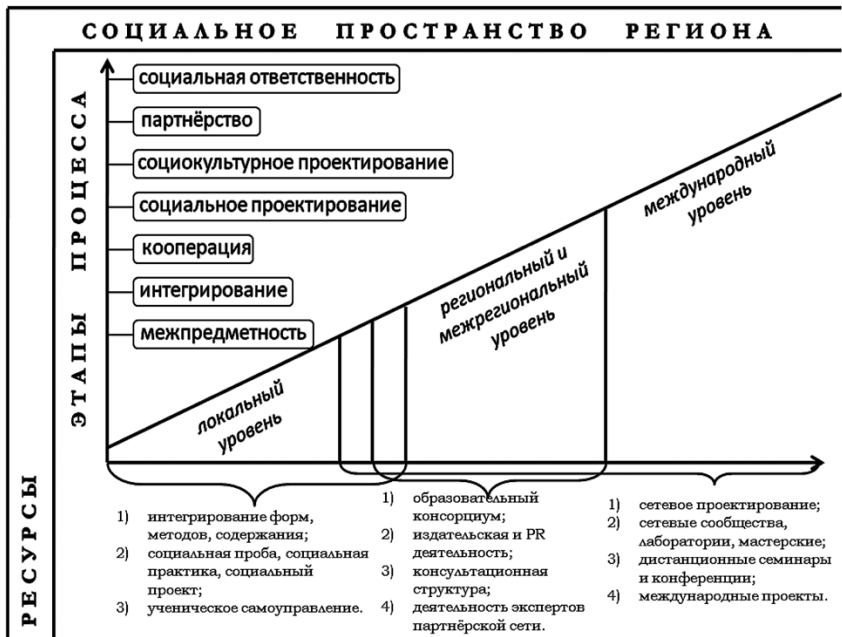 СОЦИАЛЬНОЕ ПРОСТРАНСТВО РЕГИОНА
РЕСУРСЫ
ЭТАПЫ ПРОЦЕССА
социальная ответственность
партнёрство
социокультурное проектирование
социальное проектирование
кооперация
интегрирование
межпредметность
локальный
уровень
региональный и
межрегиональный
уровень
международный
уровень
1) интегрирование форм,
методов, содержания;
2) социальная проба, социальная
практика, социальный
проект;
3) ученическое самоуправление.
1) образовательный
консорциум;
2) издательская и PR
деятельность;
3) консультационная
структура;
4) деятельность экспертов
партнёрской сети.
1) сетевое проектирование;
2) сетевые сообщества,
лаборатории, мастерские;
3) дистанционные семинары
и конференции;
4) международные проекты.